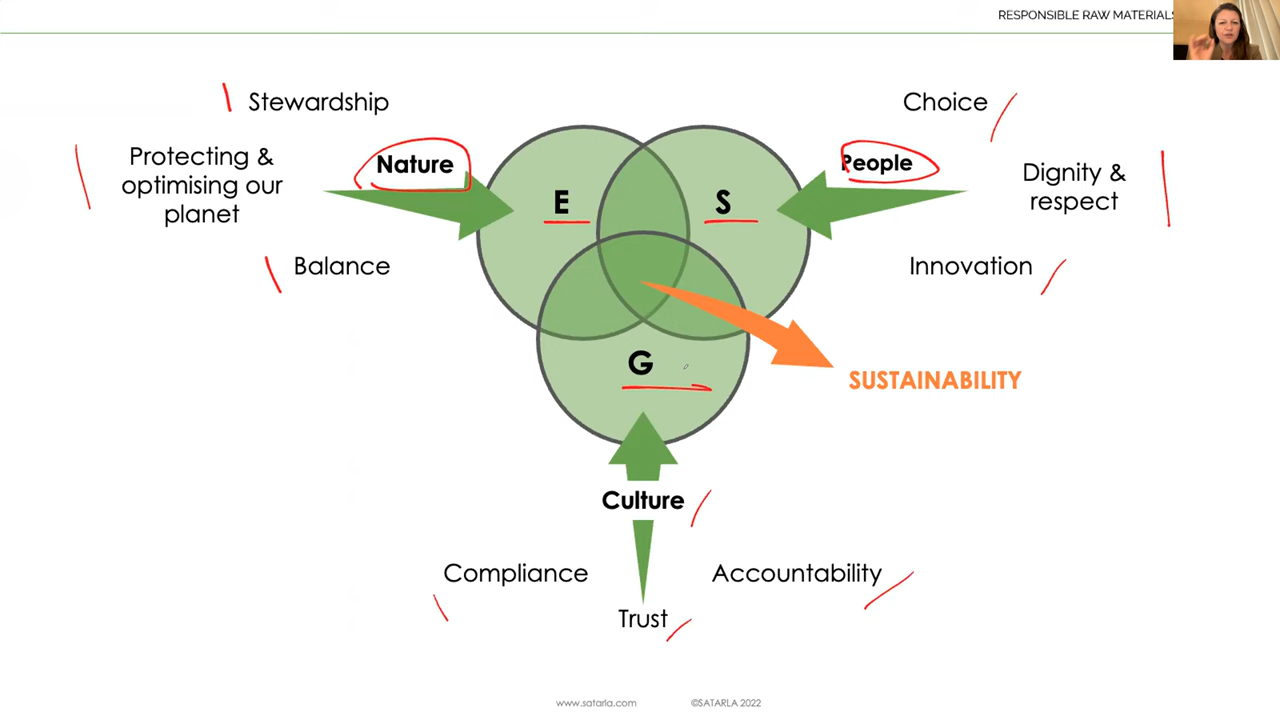 RESPONSIBLE RAW MATERIALS
Stewardship
Protecting &
optimising our
planet
Balance
Nature
E
S
G
People
Choice
Dignity &
respect
Innovation
SUSTAINABILITY
Culture
Compliance
Accountability
Trust
www.satarla.com
©SATARLA 2022